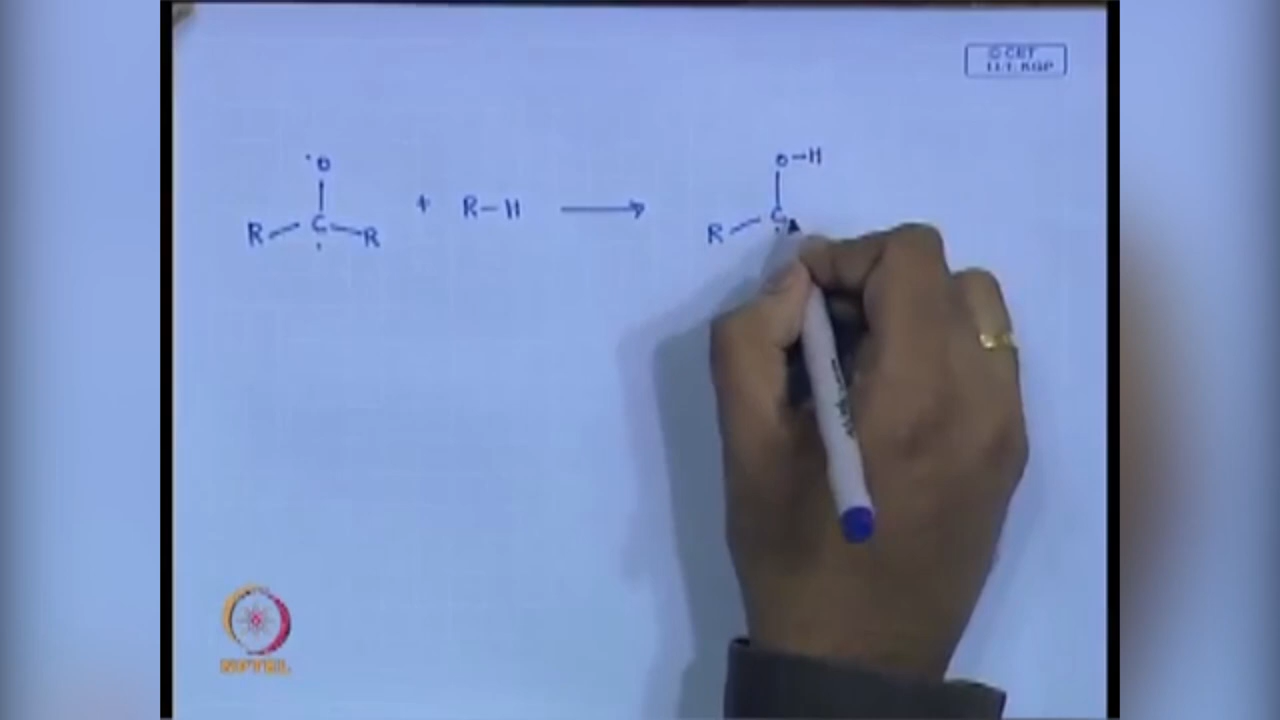 © CET
I.I.T. KGP
·O O-H
C + R-H → C
R R R
NPTEL